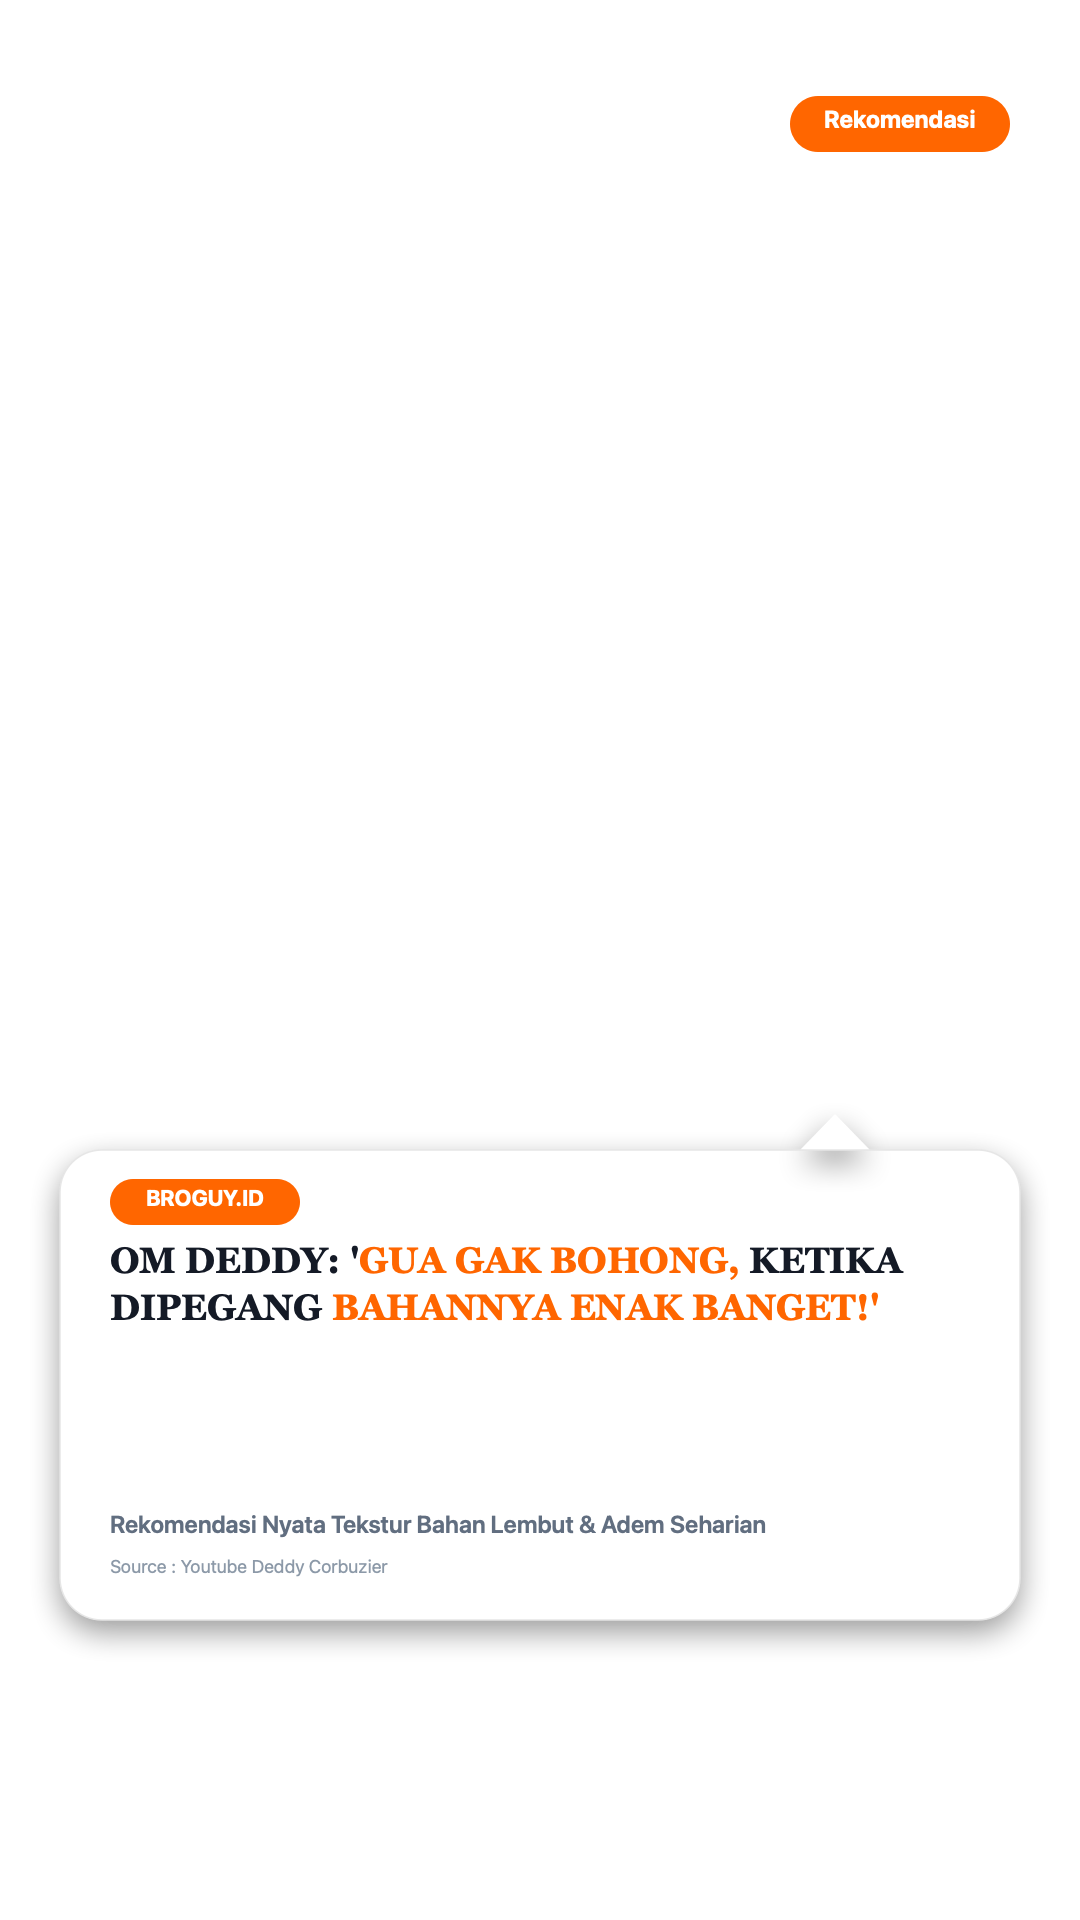 Rekomendasi
BROGUY.ID
OM DEDDY: 'GUA GAK BOHONG, KETIKA
DIPEGANG BAHANNYA ENAK BANGET!'
Rekomendasi Nyata Tekstur Bahan Lembut & Adem Seharian
Source : Youtube Deddy Corbuzier